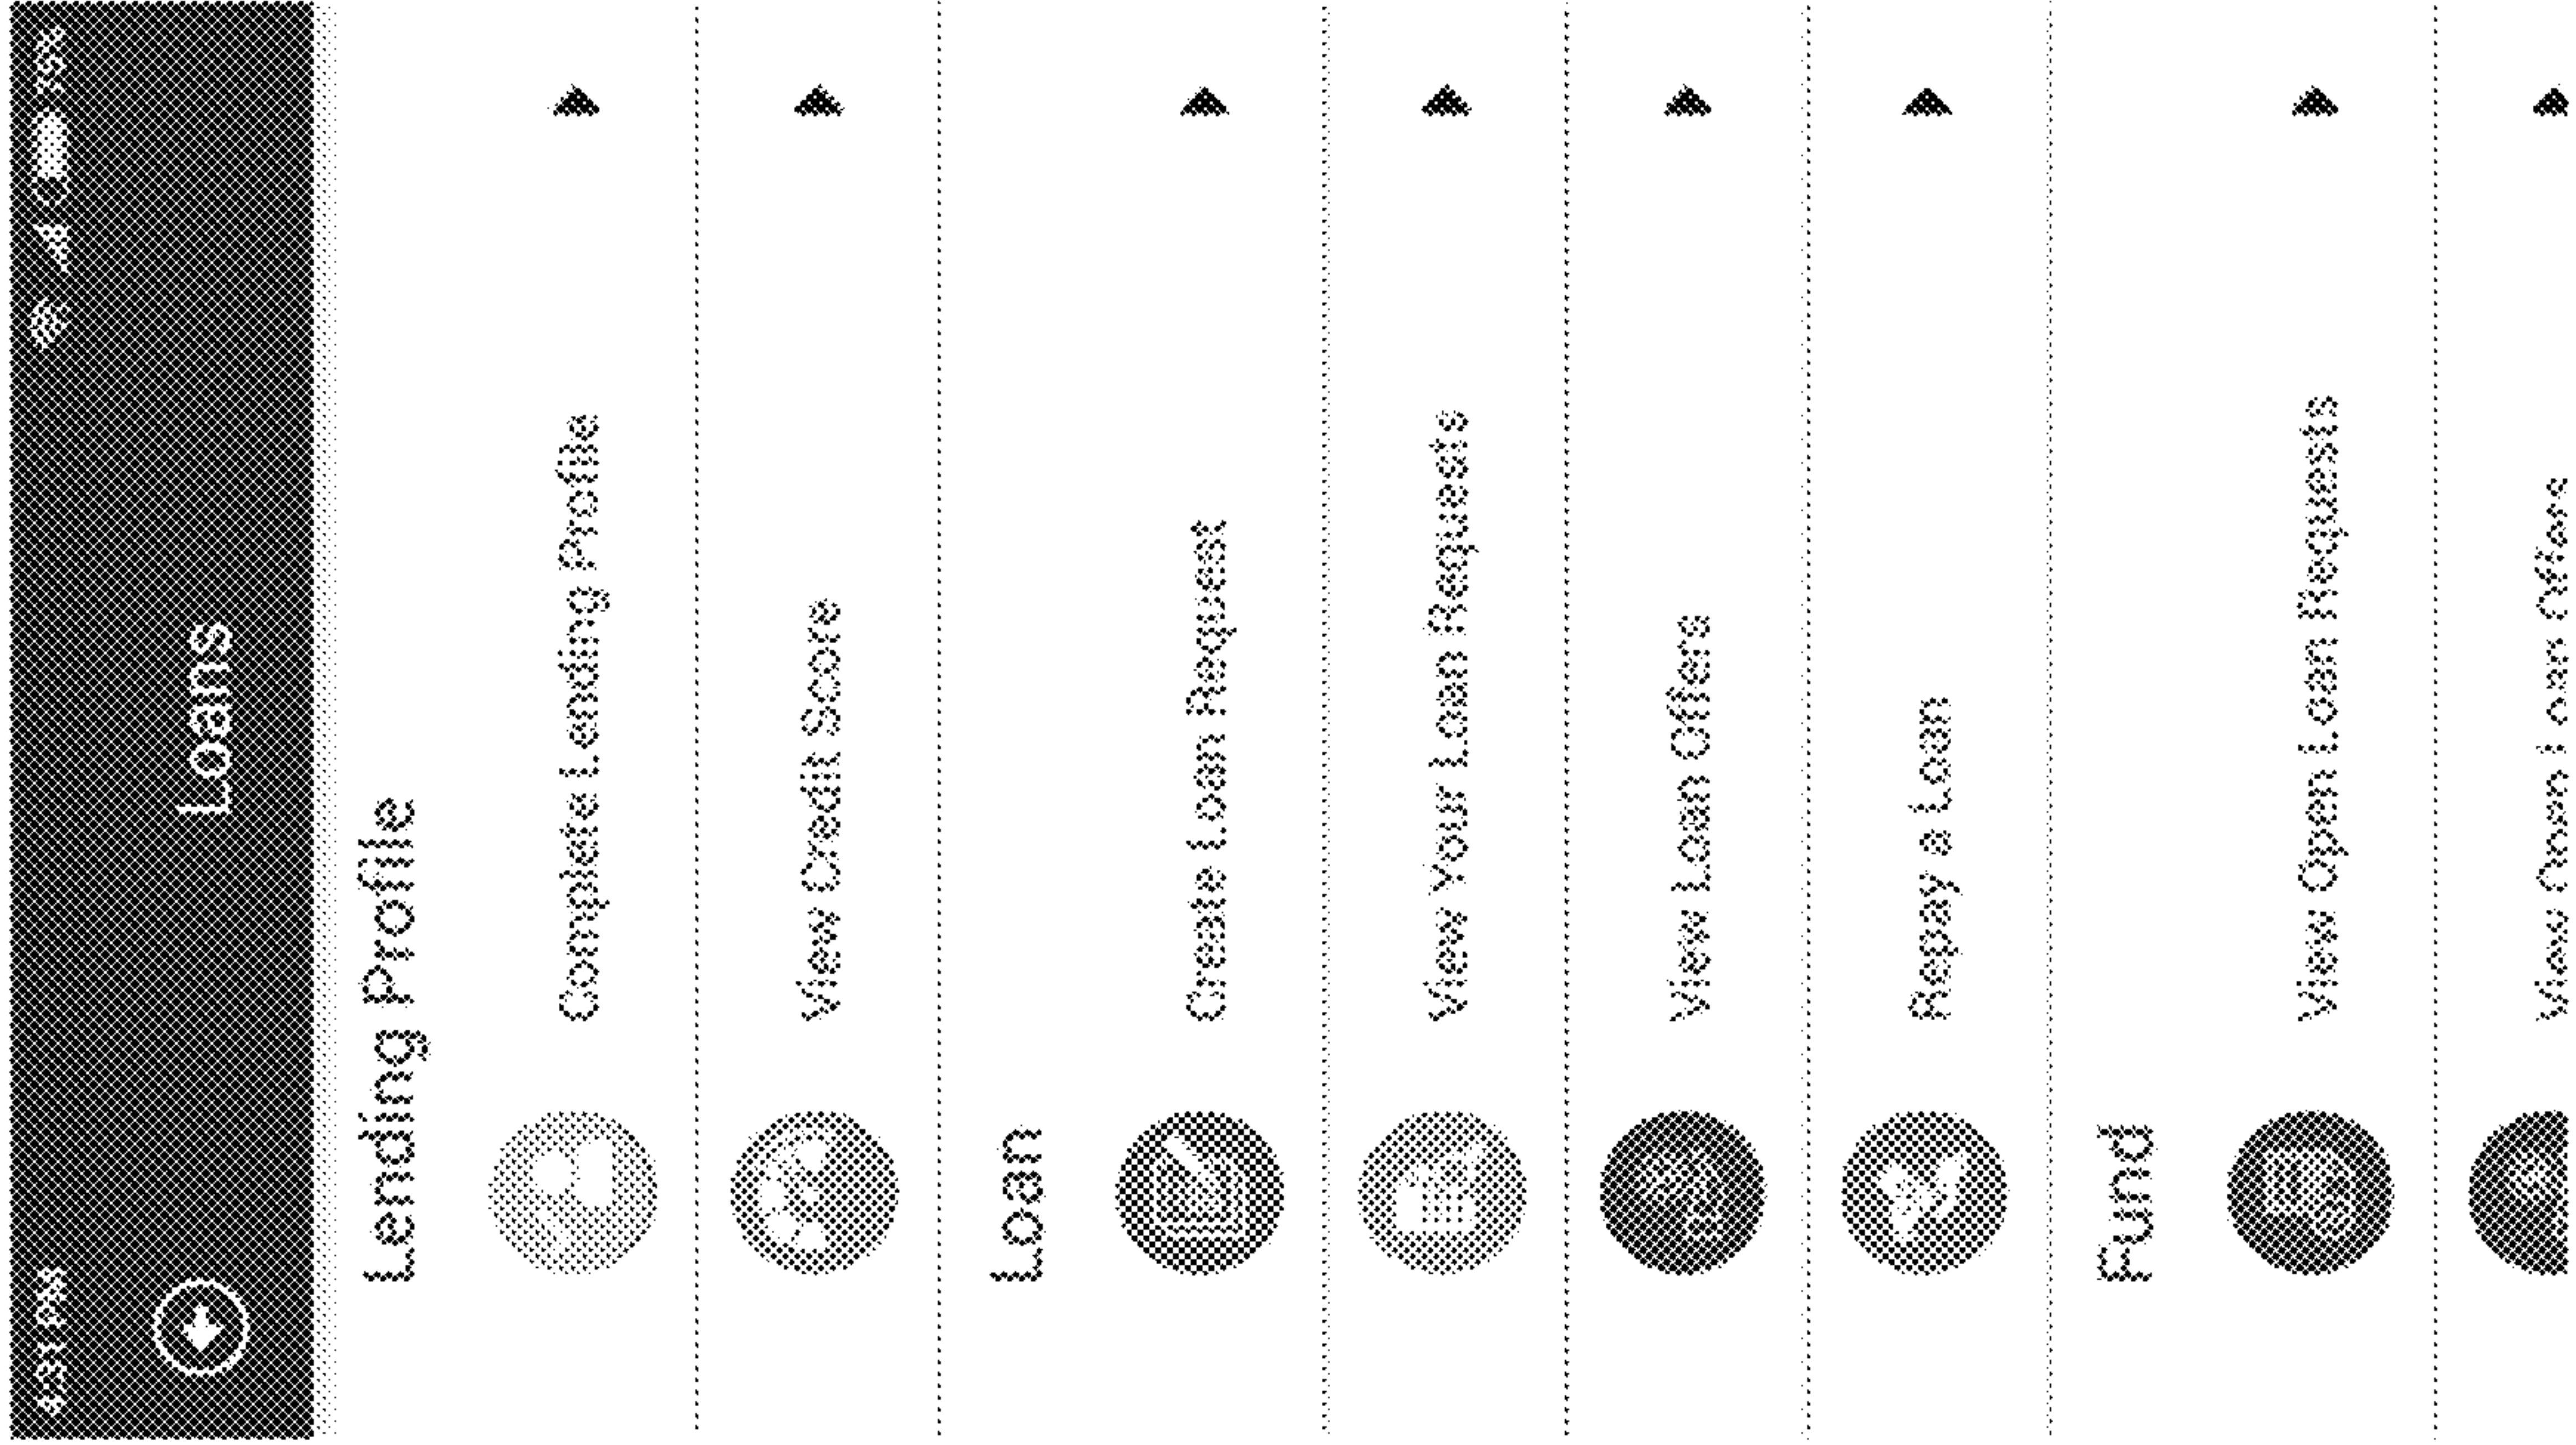 PM
Loans
Lending Profile
Complete Lending Profile
View Credit Score
Loan
Create Loan Request
View Your Loan Requests
View Loan Offers
Repay a Loan
Fund
View Open Loan Requests
View Open Loan Offers